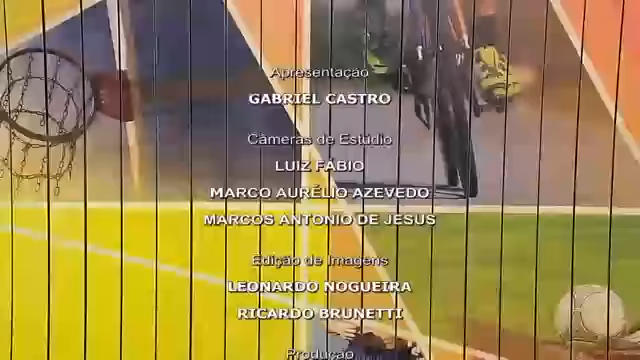 Apresentação
GABRIEL CASTRO
Câmeras de Estúdio
LUIZ FÁBIO
MARCO AURÉLIO AZEVEDO
MARCOS ANTONIO DE JESUS
Edição de Imagens
LEONARDO NOGUEIRA
RICARDO BRUNETTI
Produção